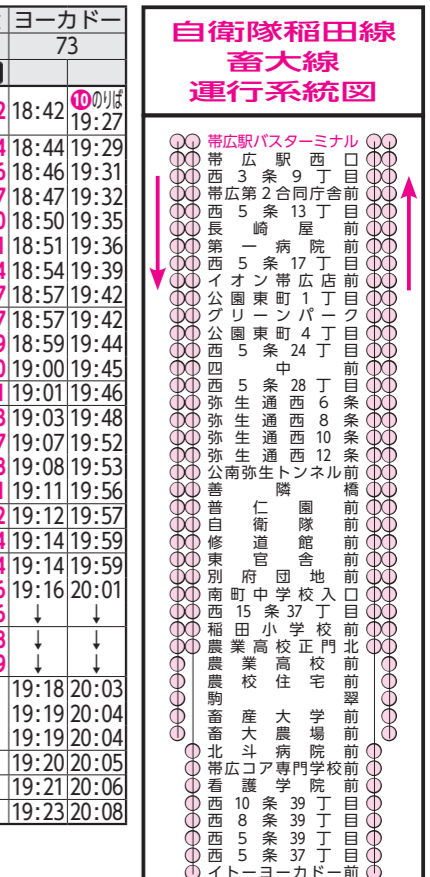 ヨーカドー
73
18:42 ❿のりば 19:27
18:44 19:29
18:46 19:31
18:47 19:32
18:50 19:35
18:51 19:36
18:54 19:39
18:57 19:42
18:57 19:42
18:59 19:44
19:00 19:45
19:01 19:46
19:03 19:48
19:07 19:52
19:08 19:53
19:11 19:56
19:12 19:57
19:14 19:59
19:14 19:59
19:16 20:01
↓ ↓
↓ ↓
↓ ↓
19:18 20:03
19:19 20:04
19:19 20:04
19:20 20:05
19:21 20:06
19:23 20:08
自衛隊稲田線
畜大線
運行系統図
帯広駅バスターミナル
帯広駅西口
西3条9丁目
帯広第2合同庁舎前
西5条13丁目
長崎屋前
第一病院前
西5条17丁目
イオン帯広店前
公園東町1丁目
グリーンパーク
公園東町4丁目
西5条24丁目
四中前
西5条28丁目
弥生通西6条
弥生通西8条
弥生通西10条
弥生通西12条
公南弥生トンネル前
善隣橋
普仁園前
自衛隊前
修道館前
東官舎前
別府団地前
南町中学校入口
西15条37丁目
稲田小学校前
農業高校正門北
農業高校前
農校住宅前
駒翠
畜産大学前
畜大農場前
北斗病院前
帯広コア専門学校前
看護学院前
西10条39丁目
西8条39丁目
西5条39丁目
西5条37丁目
イトーヨーカドー前